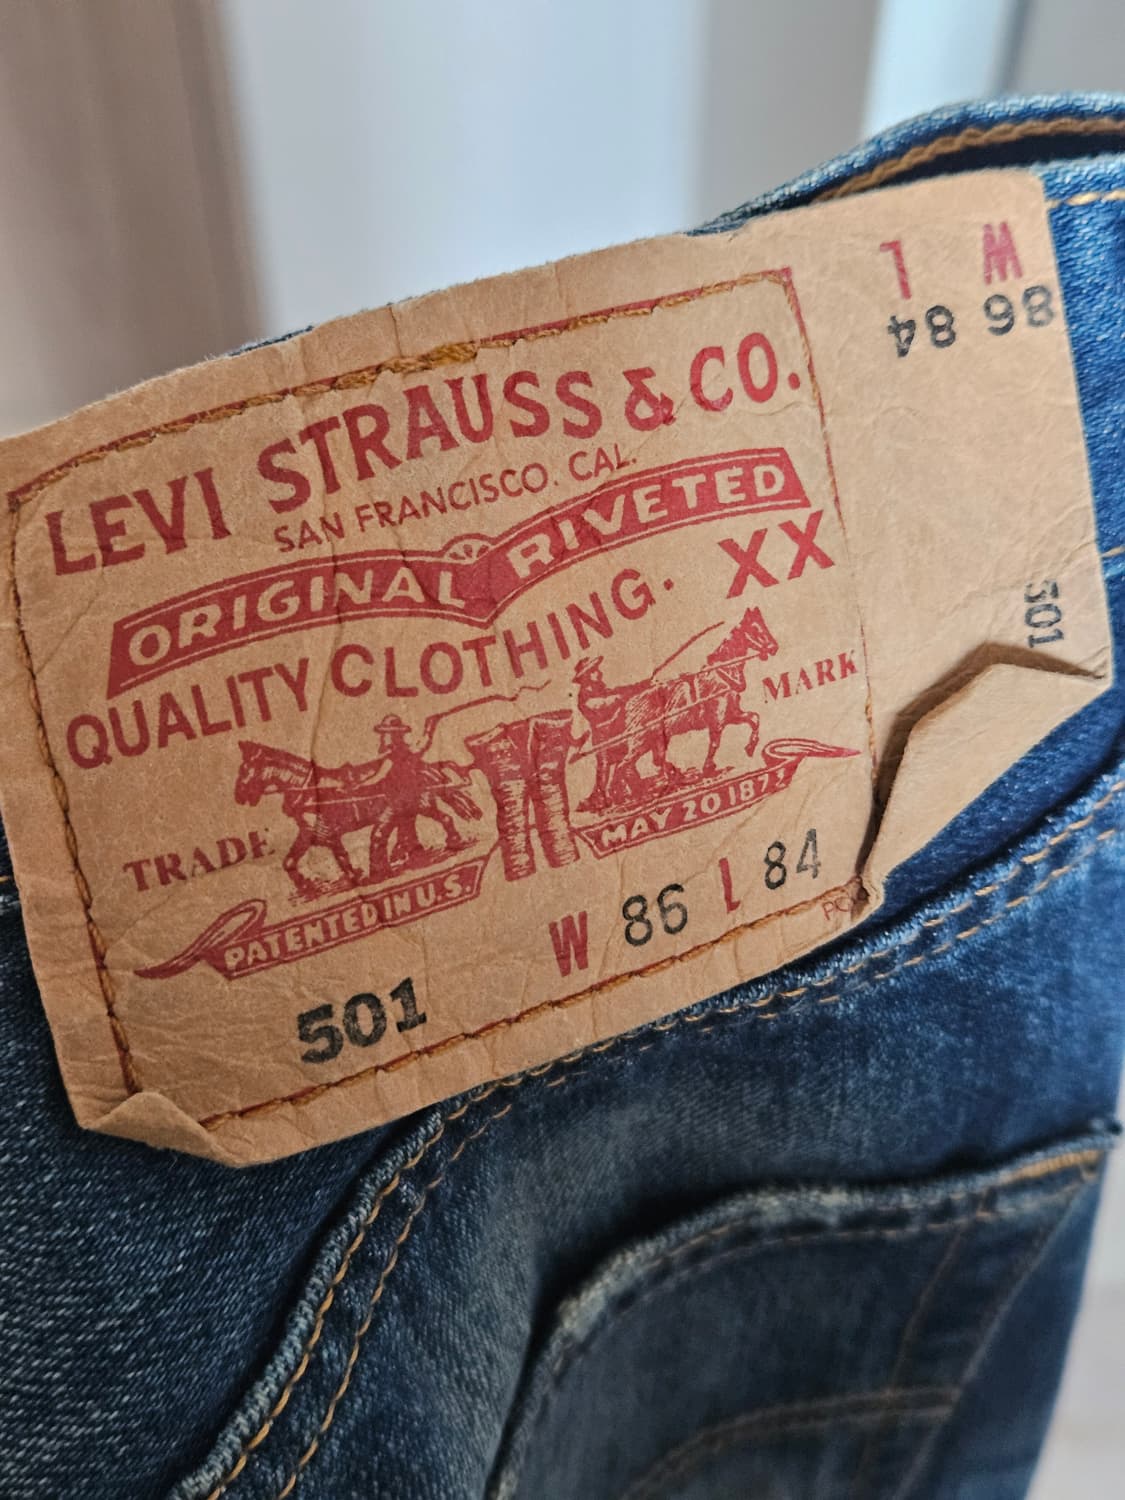 LEVI STRAUSS & CO.
SAN FRANCISCO, CAL.
ORIGINAL RIVETED
QUALITY CLOTHING. XX
TRADE MARK
PATENTED IN U.S. MAY 20 1873
501 W 86 L 84
W L
86 84
501